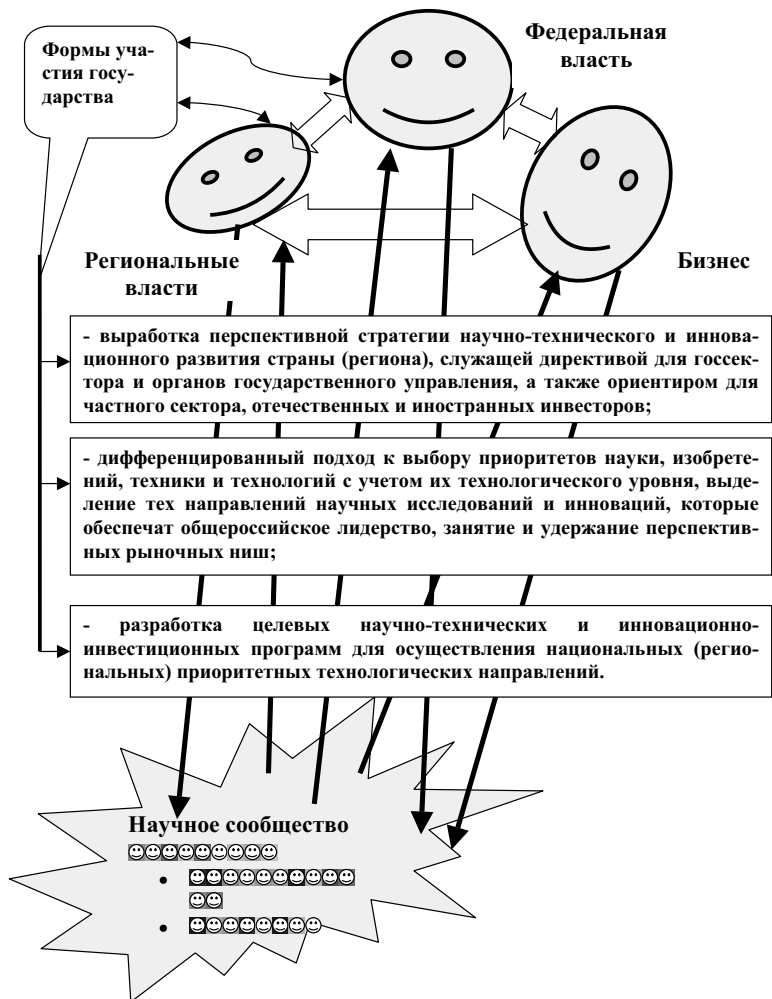 Формы уча-
стия госу-
дарства
Федеральная
власть
Региональные
власти
Бизнес
- выработка перспективной стратегии научно-технического и иннова-
ционного развития страны (региона), служащей директивой для госсек-
тора и органов государственного управления, а также ориентиром для
частного сектора, отечественных и иностранных инвесторов;
- дифференцированный подход к выбору приоритетов науки, изобрете-
ний, техники и технологий с учетом их технологического уровня, выде-
ление тех направлений научных исследований и инноваций, которые
обеспечат общероссийское лидерство, занятие и удержание перспектив-
ных рыночных ниш;
- разработка целевых научно-технических и инновационно-
инвестиционных программ для осуществления национальных (регио-
нальных) приоритетных технологических направлений.
Научное сообщество